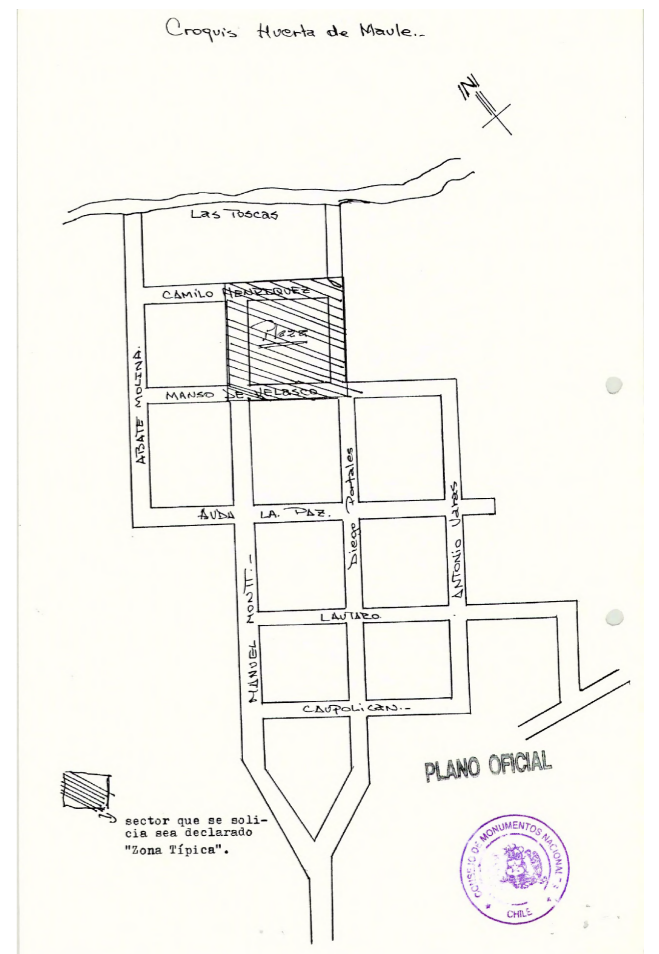 Croquis Huerta de Maule.-
N
Las Toscas
CAMILO HENRIQUEZ
Plaza
MANSO DE VELASCO
ABATE MOLINA.
AVDA LA. PAZ.
Diego Portales
ANTONIO VARAS
MANUEL MONTT.-
LAUTARO
CAUPOLICAN.-
PLANO OFICIAL
sector que se soli-
cia sea declarado
"Zona Típica".
CONSEJO DE MONUMENTOS NACIONAL
CHILE